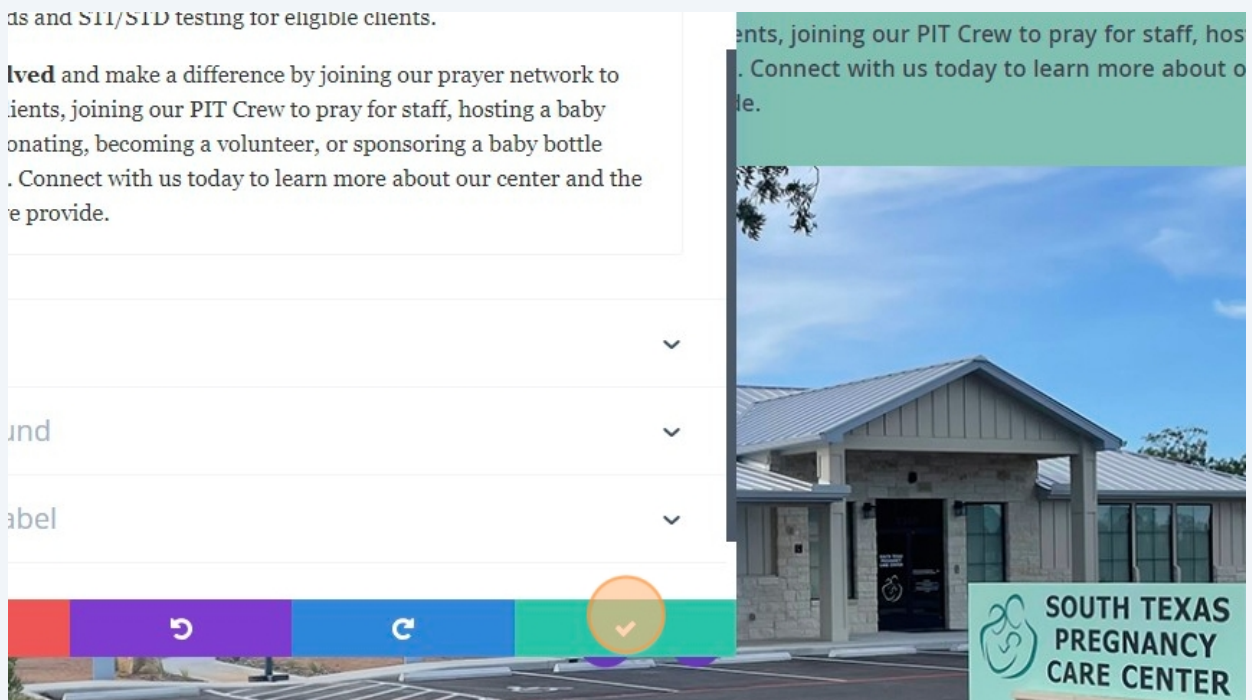 ds and STI/STD testing for eligible clients.
lved and make a difference by joining our prayer network to
ients, joining our PIT Crew to pray for staff, hosting a baby
onating, becoming a volunteer, or sponsoring a baby bottle
. Connect with us today to learn more about our center and the
e provide.
und
abel
ents, joining our PIT Crew to pray for staff, hos
. Connect with us today to learn more about o
de.
SOUTH TEXAS
PREGNANCY
CARE CENTER